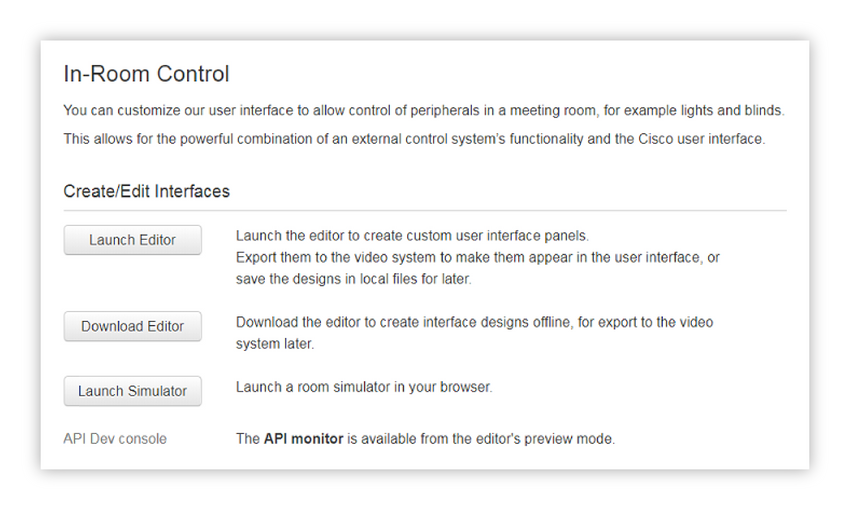 In-Room Control
You can customize our user interface to allow control of peripherals in a meeting room, for example lights and blinds.
This allows for the powerful combination of an external control system's functionality and the Cisco user interface.
Create/Edit Interfaces
Launch Editor
Launch the editor to create custom user interface panels.
Export them to the video system to make them appear in the user interface, or
save the designs in local files for later.
Download Editor
Download the editor to create interface designs offline, for export to the video
system later.
Launch Simulator
Launch a room simulator in your browser.
API Dev console
The API monitor is available from the editor's preview mode.